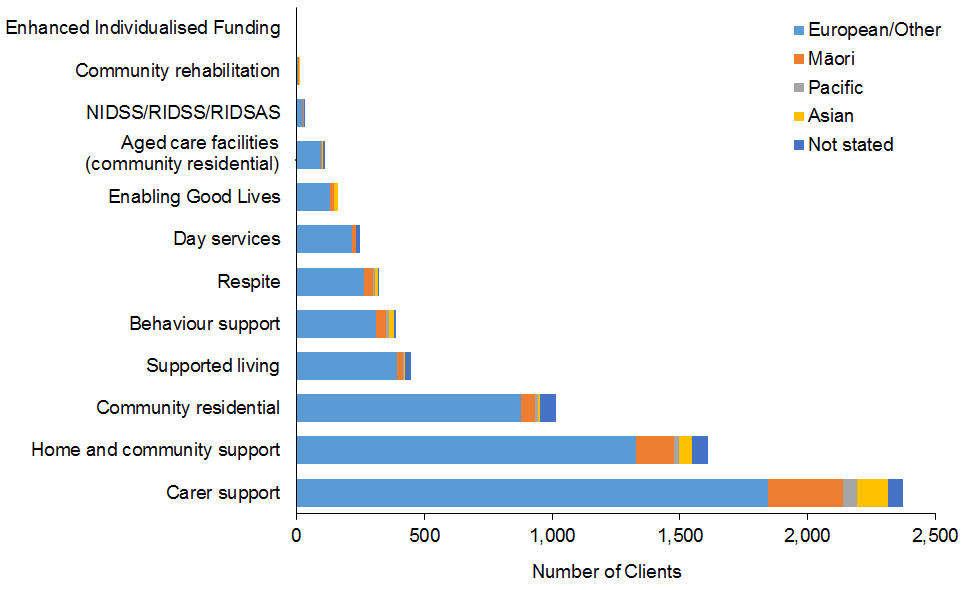 Enhanced Individualised Funding
Community rehabilitation
NIDSS/RIDSS/RIDSAS
Aged care facilities
(community residential)
Enabling Good Lives
Day services
Respite
Behaviour support
Supported living
Community residential
Home and community support
Carer support
European/Other
Māori
Pacific
Asian
Not stated
0 500 1,000 1,500 2,000 2,500
Number of Clients